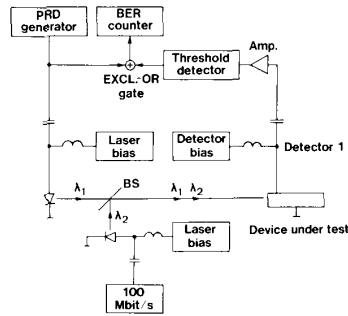 PRD
generator
BER
counter
Amp.
Threshold
detector
EXCL.-OR
gate
Laser
bias
Detector
bias
Detector 1
λ1
BS
λ1 λ2
λ2
Device under test
Laser
bias
100
Mbit/s